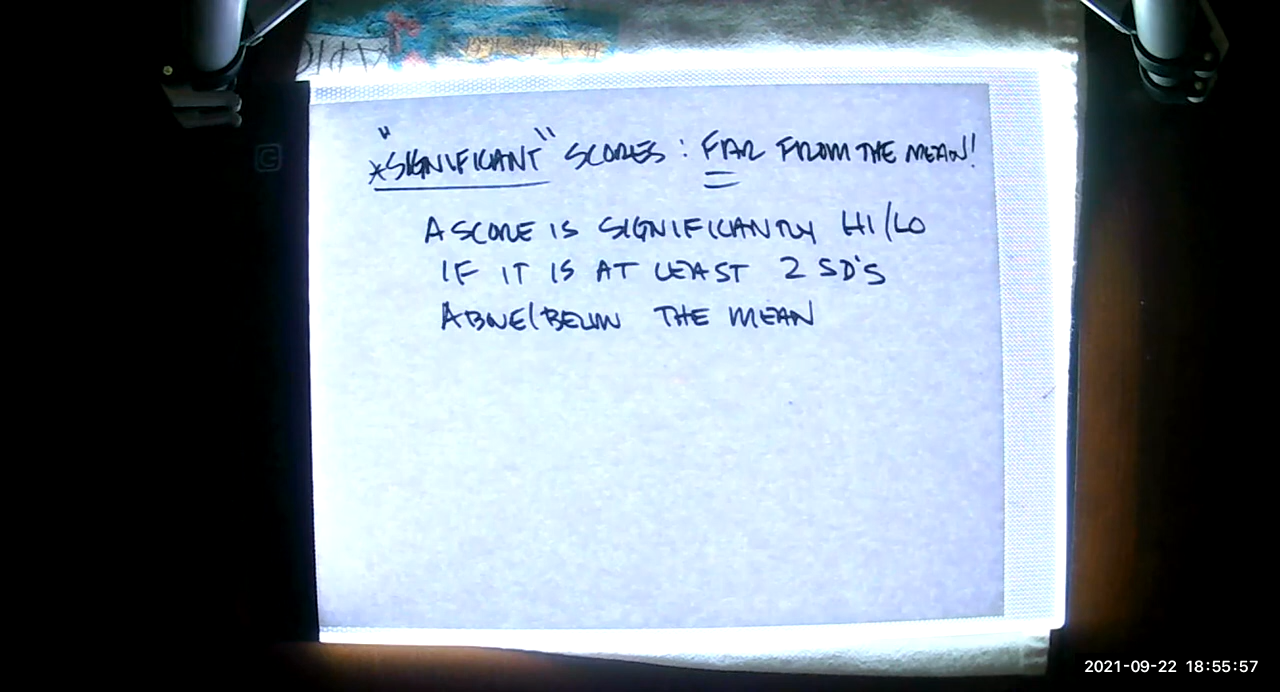 *"SIGNIFICANT" SCORES: FAR FROM THE MEAN!
A SCORE IS SIGNIFICANTLY HI/LO
IF IT IS AT LEAST 2 SD'S
ABOVE/BELOW THE MEAN
2021-09-22 18:55:57